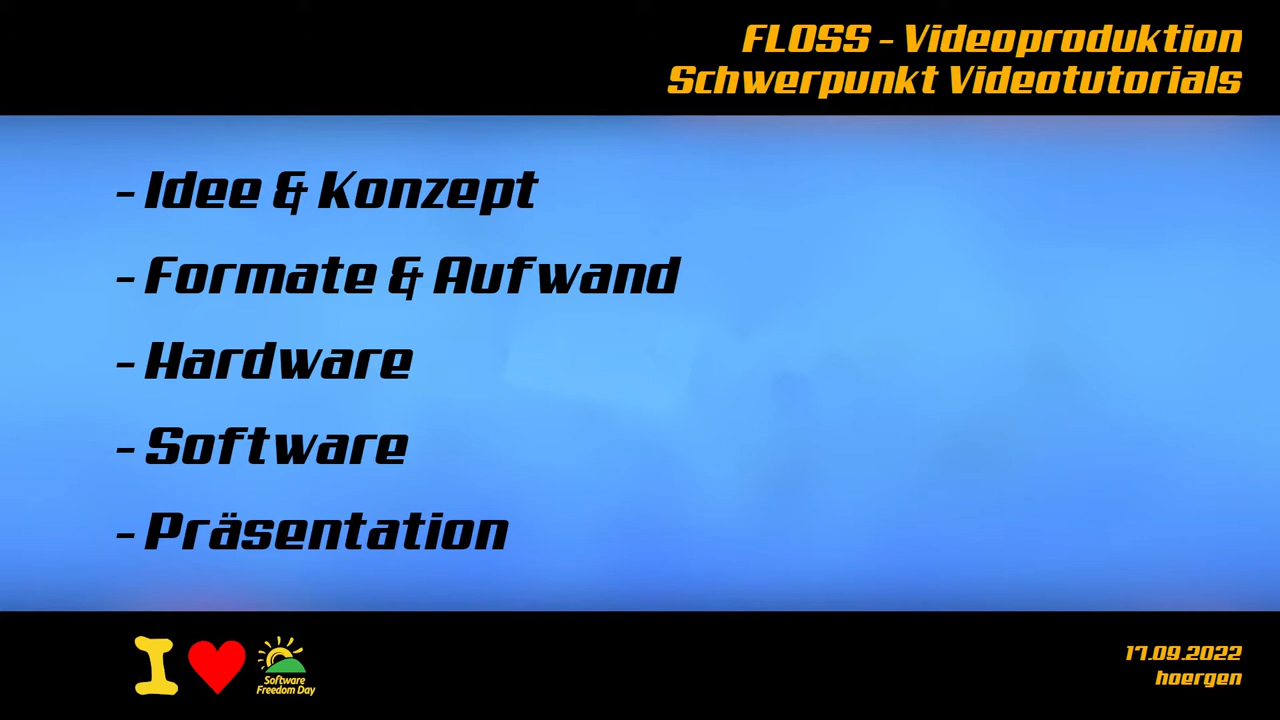 FLOSS - Videoproduktion
Schwerpunkt Videotutorials
- Idee & Konzept
- Formate & Aufwand
- Hardware
- Software
- Präsentation
I
Software
Freedom Day
17.09.2022
hoergen